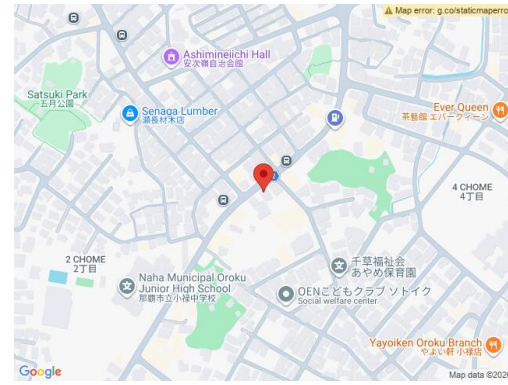 Map error: g.co/staticmaperro
Ashimineiichi Hall
安次嶺自治会館
Satsuki Park
五月公園
Senaga Lumber
瀬長材木店
Ever Queen
茶藝館 エバークィーン
4 CHOME
4丁目
2 CHOME
2丁目
千草福祉会
あやめ保育園
Naha Municipal Oroku
Junior High School
那覇市立小禄中学校
OENこどもクラブ ソトイク
Social welfare center
Yayoiken Oroku Branch
やよい軒 小禄店
Google
Map data ©2026